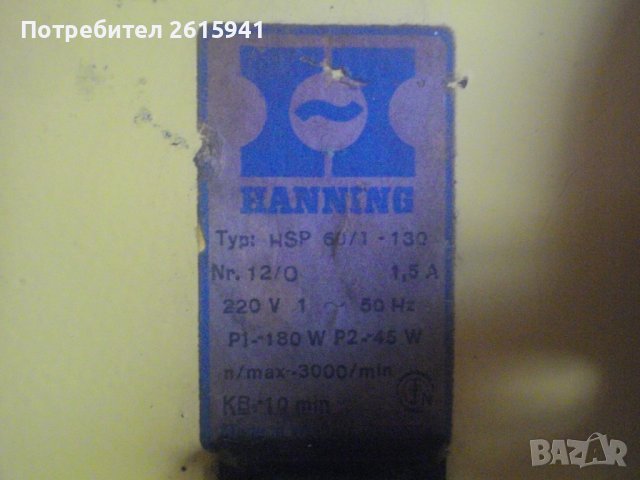 Потребител 2615941
HANNING
Typ: HSP 60/1 - 130
Nr. 12/0 1,5 A
220 V 1 ~ 50 Hz
P1-180 W P2-45 W
n/max-3000/min
KB-10 min
BAZAR